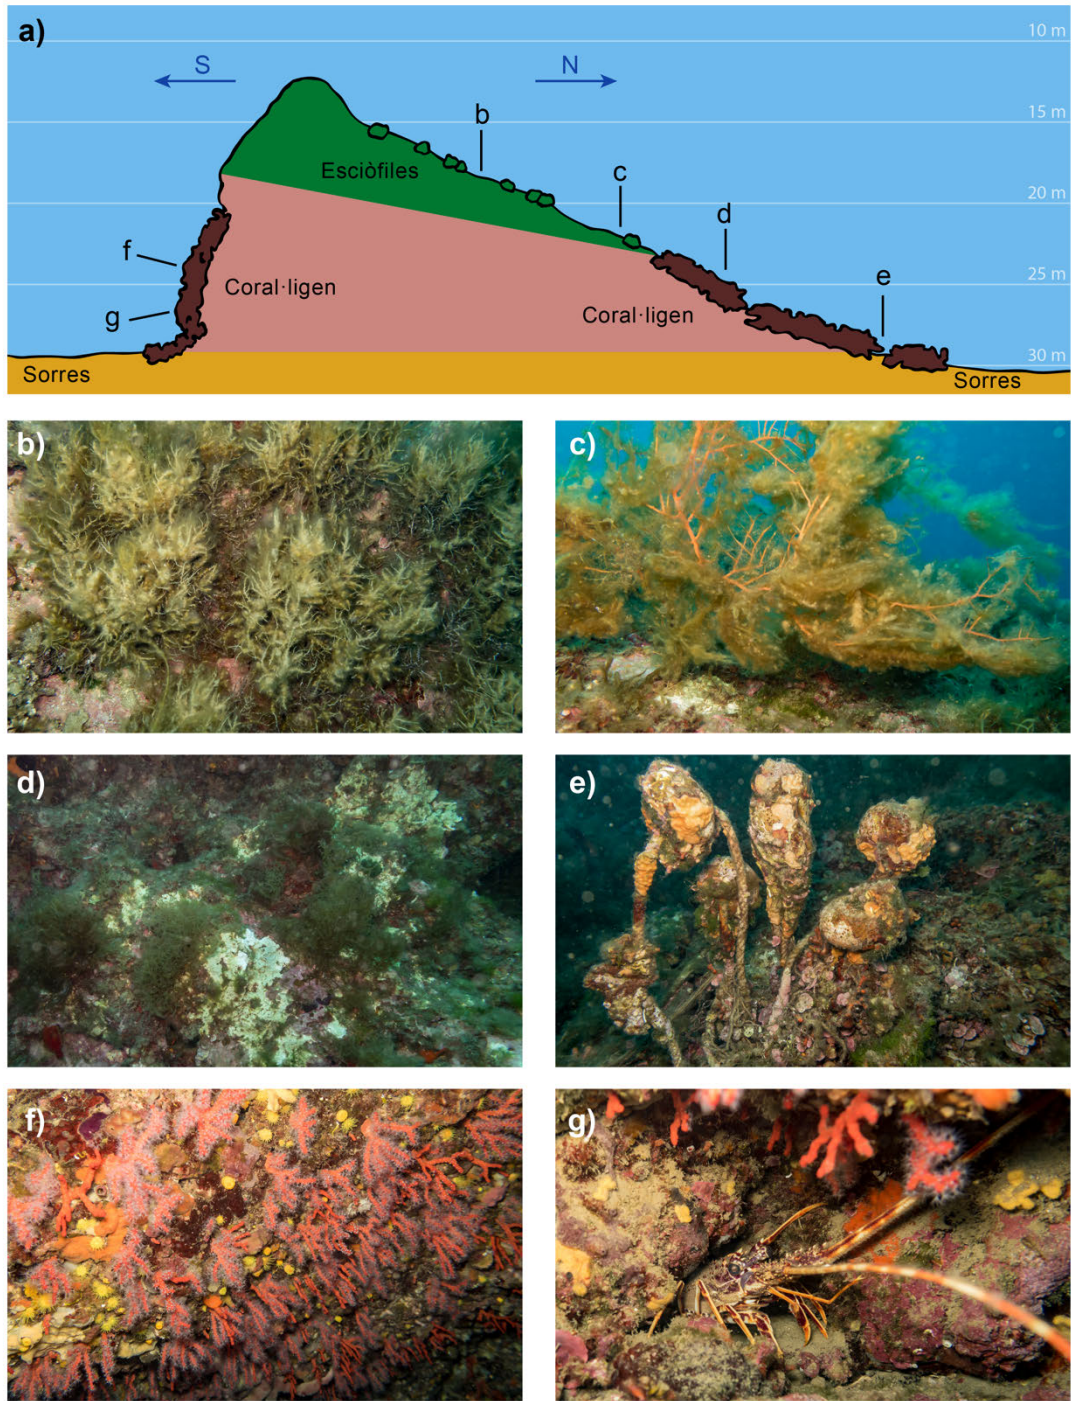 a)
10 m
S
N
b
15 m
Esciòfiles
c
20 m
d
f
Coral·ligen
e
25 m
g
Coral·ligen
30 m
Sorres
Sorres
b)
c)
d)
e)
f)
g)